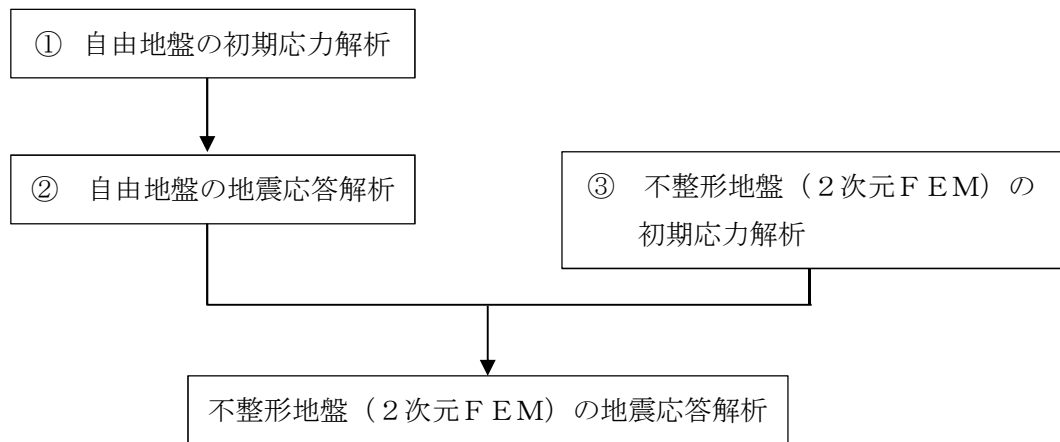 ① 自由地盤の初期応力解析
② 自由地盤の地震応答解析
③ 不整形地盤(2次元FEM)の
初期応力解析
不整形地盤(2次元FEM)の地震応答解析